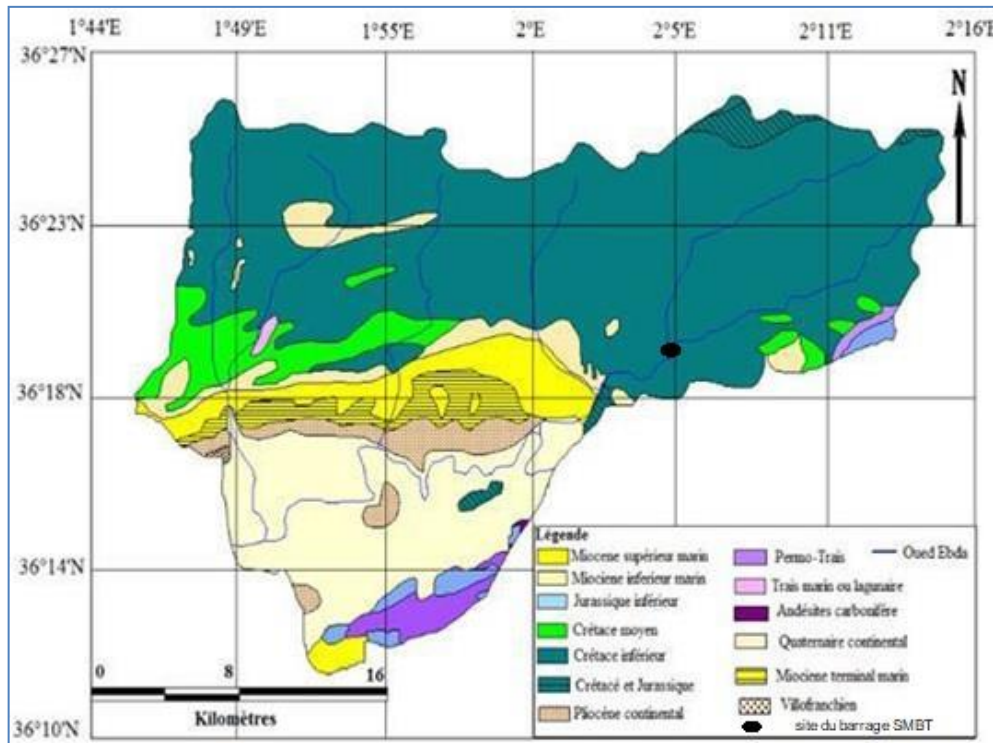 1°44'E 1°49'E 1°55'E 2°E 2°5'E 2°11'E 2°16'E
36°27'N
N
36°23'N
36°18'N
36°14'N
36°10'N
0 8 16
Kilomètres
Légende
Miocene supérieur marin
Miociene inferieur marin
Jurassique inférieur
Crétace moyen
Crétace inférieur
Crétacé et Jurassique
Pliocène continental
Permo-Trais
Trais marin ou lagunaire
Andésites carbonifére
Quaternaire continental
Miocene terminal marin
Villofranchien
site du barrage SMBT
Oued Ebda